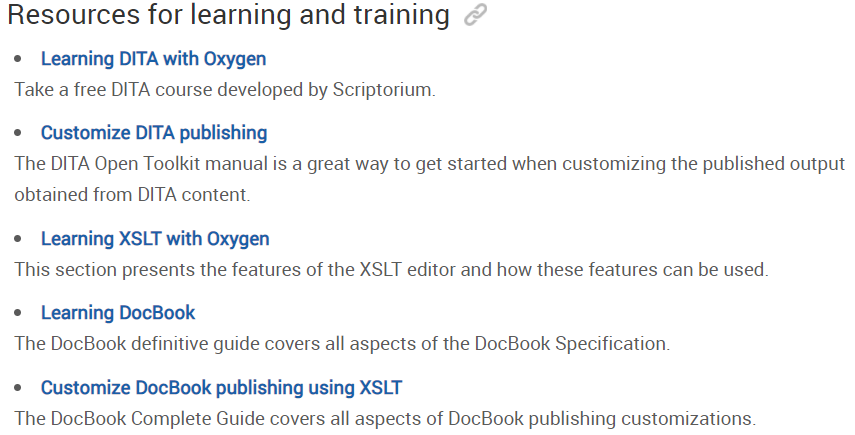 Resources for learning and training
• Learning DITA with Oxygen
Take a free DITA course developed by Scriptorium.
• Customize DITA publishing
The DITA Open Toolkit manual is a great way to get started when customizing the published output
obtained from DITA content.
• Learning XSLT with Oxygen
This section presents the features of the XSLT editor and how these features can be used.
• Learning DocBook
The DocBook definitive guide covers all aspects of the DocBook Specification.
• Customize DocBook publishing using XSLT
The DocBook Complete Guide covers all aspects of DocBook publishing customizations.